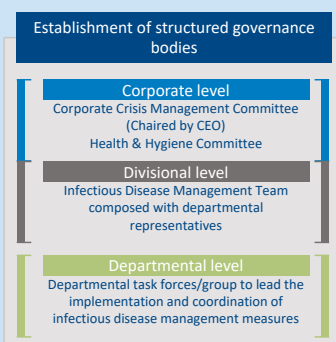 Establishment of structured governance
bodies
Corporate level
Corporate Crisis Management Committee
(Chaired by CEO)
Health & Hygiene Committee
Divisional level
Infectious Disease Management Team
composed with departmental
representatives
Departmental level
Departmental task forces/group to lead the
implementation and coordination of
infectious disease management measures